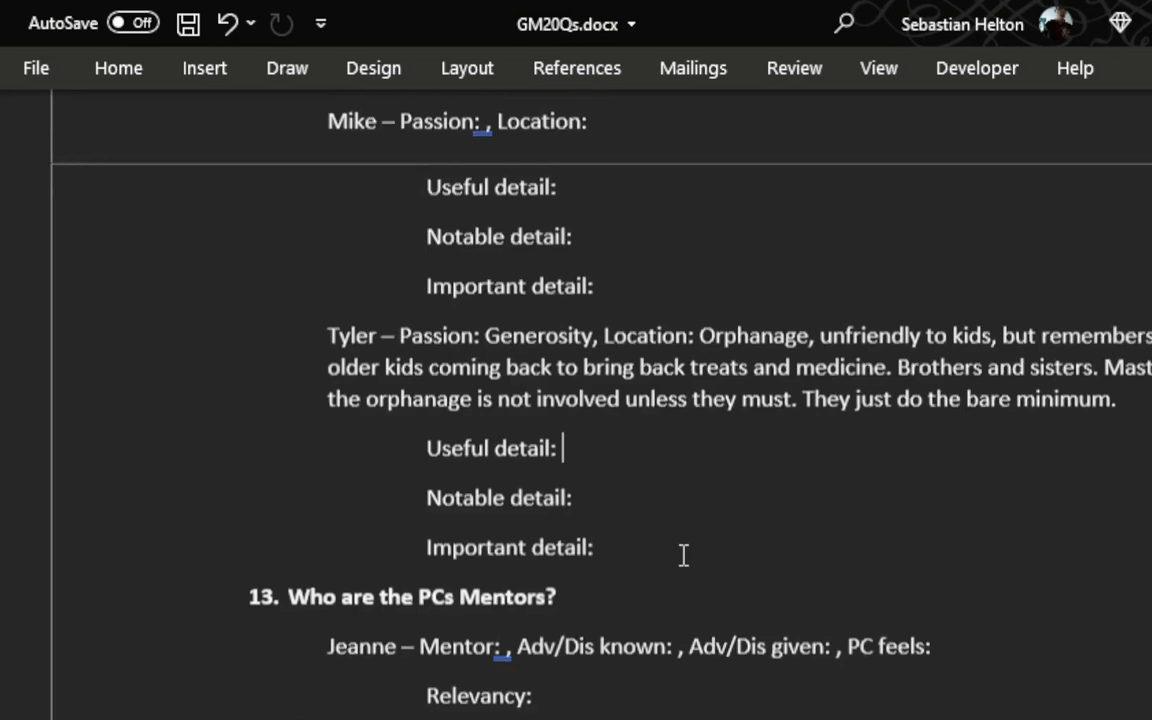 AutoSave Off GM20Qs.docx Sebastian Helton
File Home Insert Draw Design Layout References Mailings Review View Developer Help
Mike – Passion: , Location:
Useful detail:
Notable detail:
Important detail:
Tyler – Passion: Generosity, Location: Orphanage, unfriendly to kids, but remembers
older kids coming back to bring back treats and medicine. Brothers and sisters. Mast
the orphanage is not involved unless they must. They just do the bare minimum.
Useful detail:
Notable detail:
Important detail:
13. Who are the PCs Mentors?
Jeanne – Mentor: , Adv/Dis known: , Adv/Dis given: , PC feels:
Relevancy: